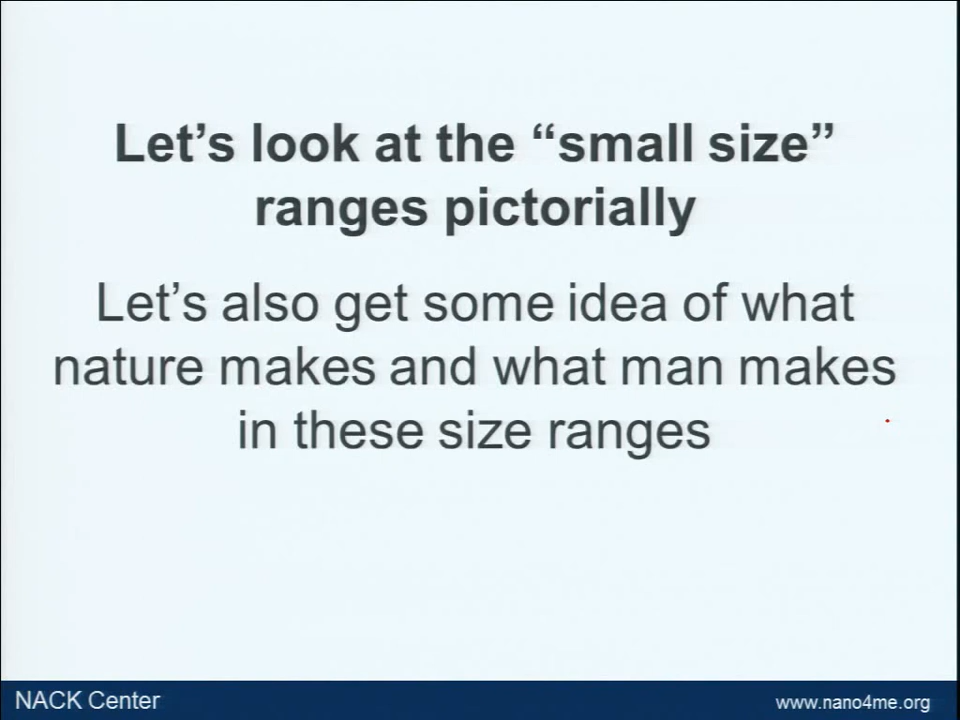 Let’s look at the “small size”
ranges pictorially
Let’s also get some idea of what
nature makes and what man makes
in these size ranges
NACK Center
www.nano4me.org